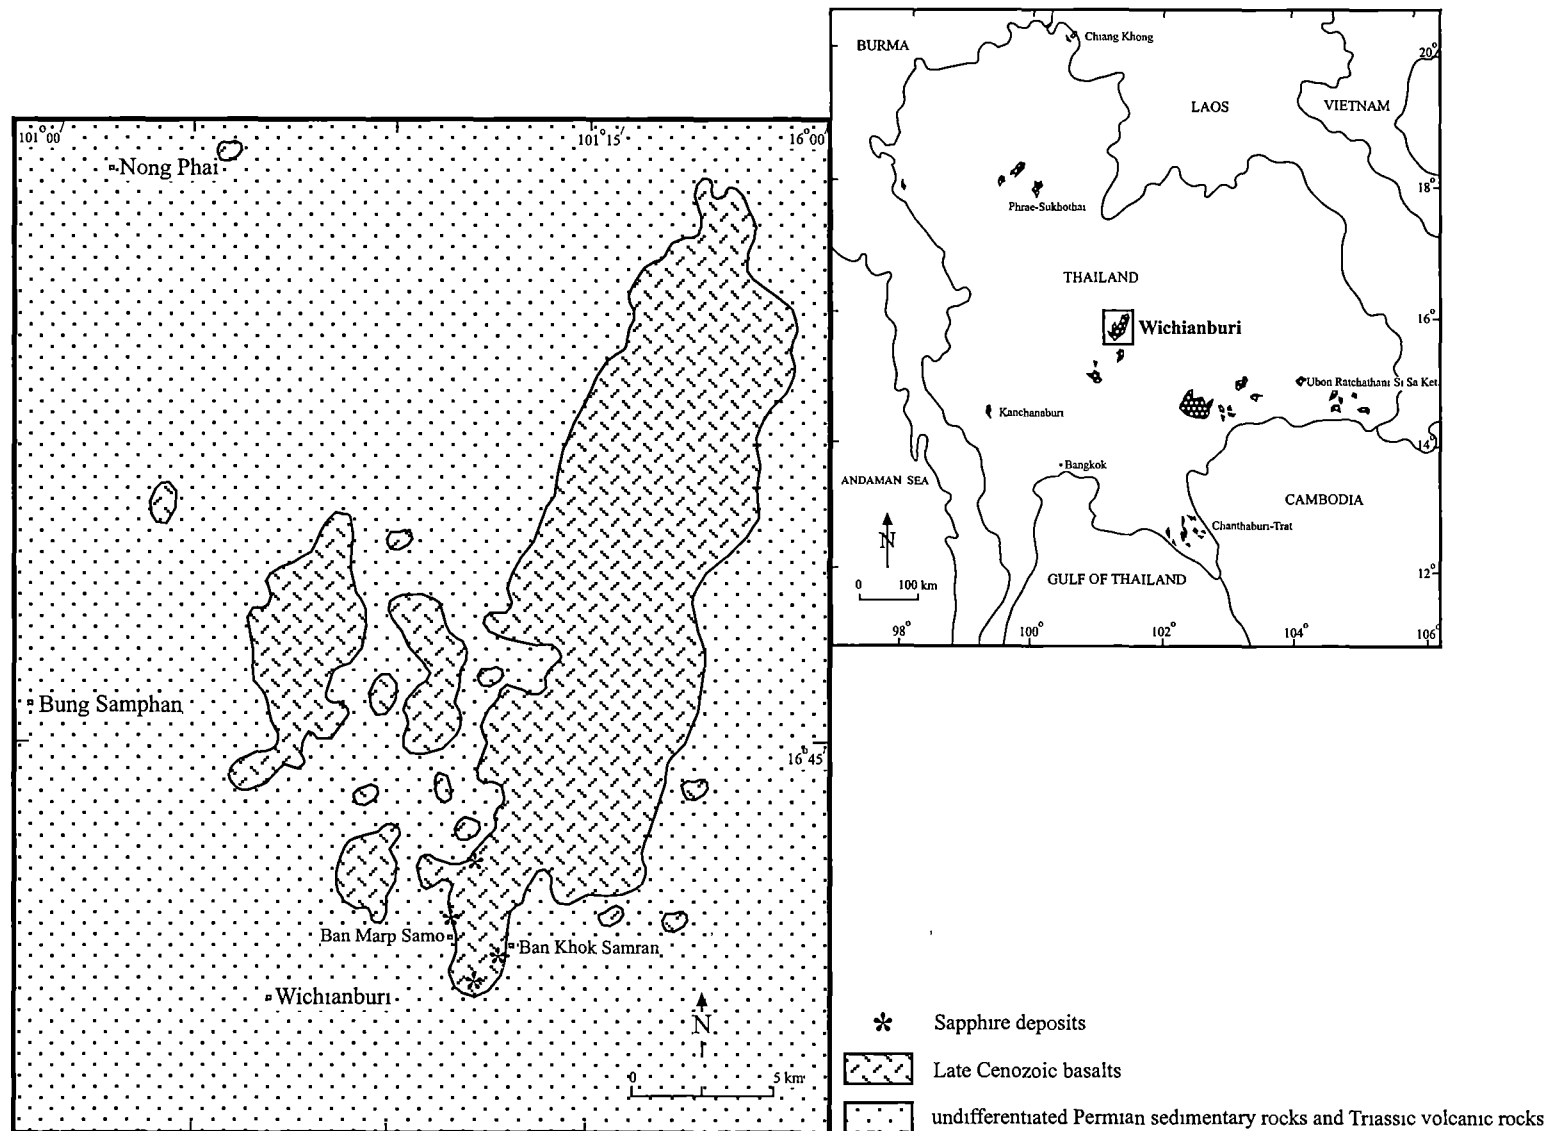 BURMA
Chiang Khong
20°
LAOS
VIETNAM
18°
Phrae-Sukhothai
THAILAND
16°
Wichianburi
Ubon Ratchathani Si Sa Ket
Kanchanaburi
14°
Bangkok
ANDAMAN SEA
CAMBODIA
Chanthaburi-Trat
N
0 100 km
GULF OF THAILAND
12°
98° 100° 102° 104° 106°
101°00' 101°15' 16°00'
Nong Phai
Bung Samphan
16°45'
Ban Marp Samo
Ban Khok Samran
Wichianburi
N
0 5 km
Sapphire deposits
Late Cenozoic basalts
undifferentiated Permian sedimentary rocks and Triassic volcanic rocks